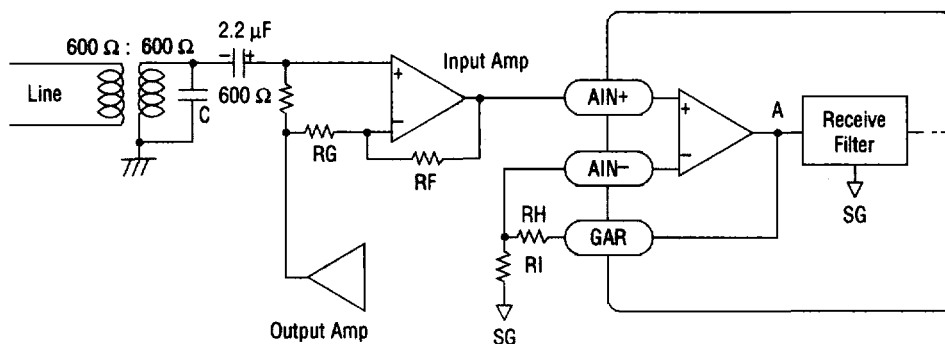 600 Ω : 600 Ω
2.2 μF
− +
Line
C
600 Ω
Input Amp
+
−
RG
RF
Output Amp
AIN+
AIN−
GAR
RH
RI
SG
+
−
A
Receive
Filter
SG